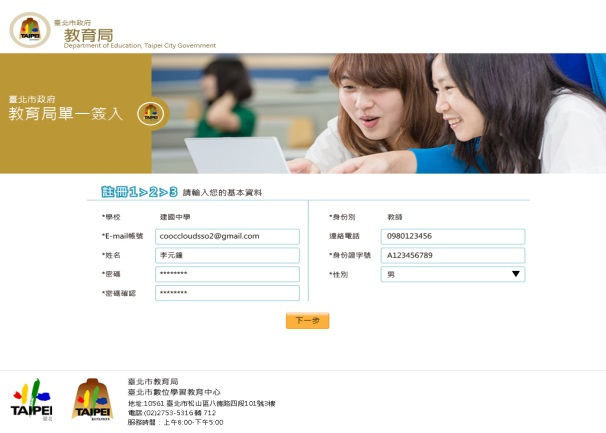 臺北市政府
教育局
Department of Education, Taipei City Government
臺北市政府
教育局單一簽入
TAIPEI
註冊1>2>3 請輸入您的基本資料
*學校 建國中學
*身份別 教師
*E-mail帳號 cooccloudsso2@gmail.com
連絡電話 0980123456
*姓名 李元鐘
*身份證字號 A123456789
*密碼 ********
*性別 男
*密碼確認 ********
下一步
臺北市教育局
臺北市數位學習教育中心
地址:10561 臺北市松山區八德路四段101號3樓
電話:(02)2753-5316 轉 712
服務時間：上午8:00-下午5:00
TAIPEI
臺北
TAIPEI